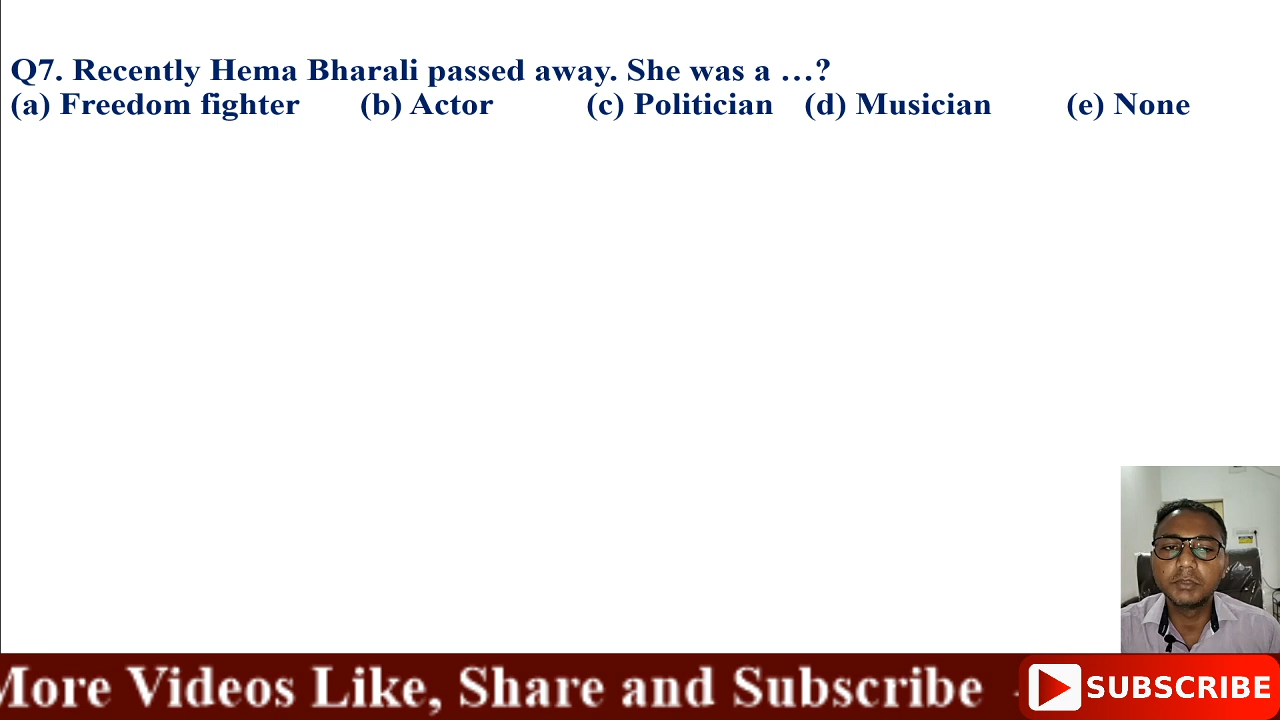 Q7. Recently Hema Bharali passed away. She was a …?
(a) Freedom fighter (b) Actor (c) Politician (d) Musician (e) None
More Videos Like, Share and Subscribe
SUBSCRIBE